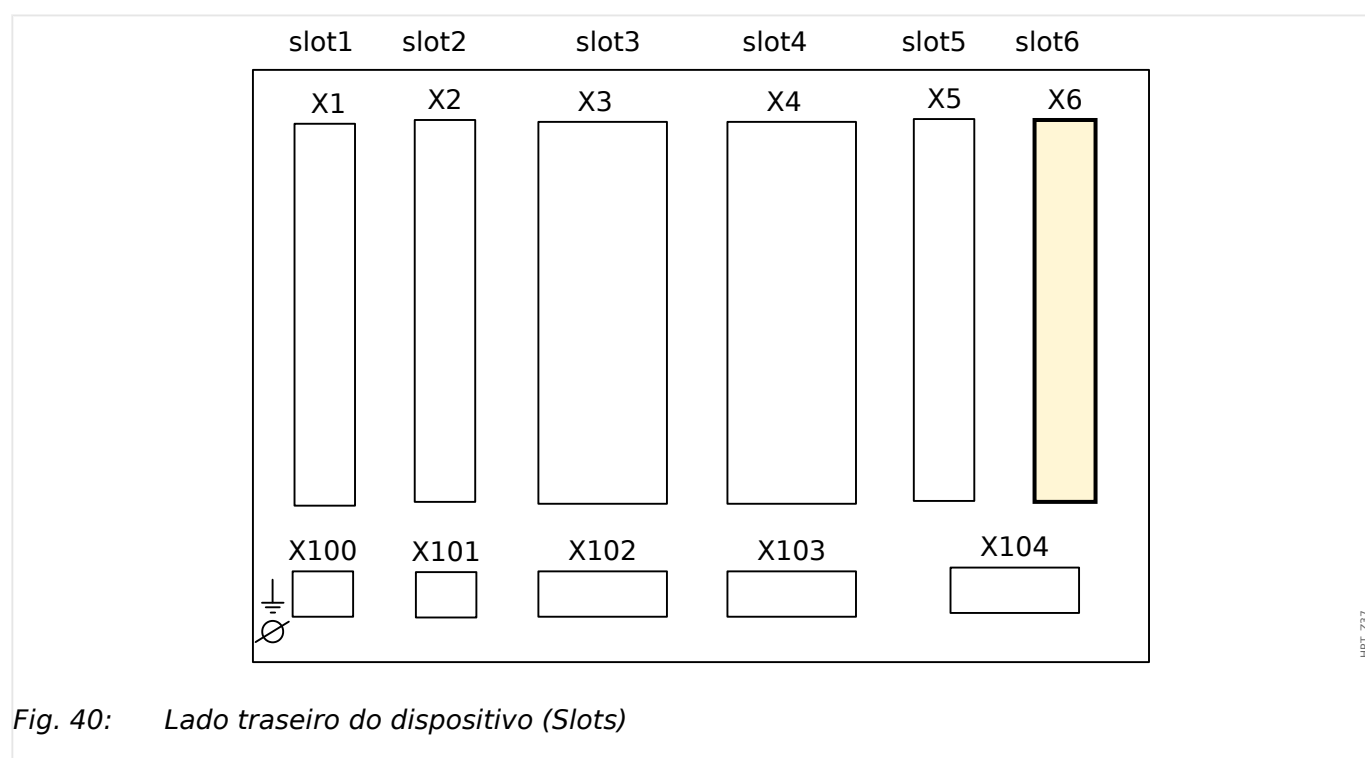 slot1 slot2 slot3 slot4 slot5 slot6
X1 X2 X3 X4 X5 X6
X100 X101 X102 X103 X104
Fig. 40: Lado traseiro do dispositivo (Slots)